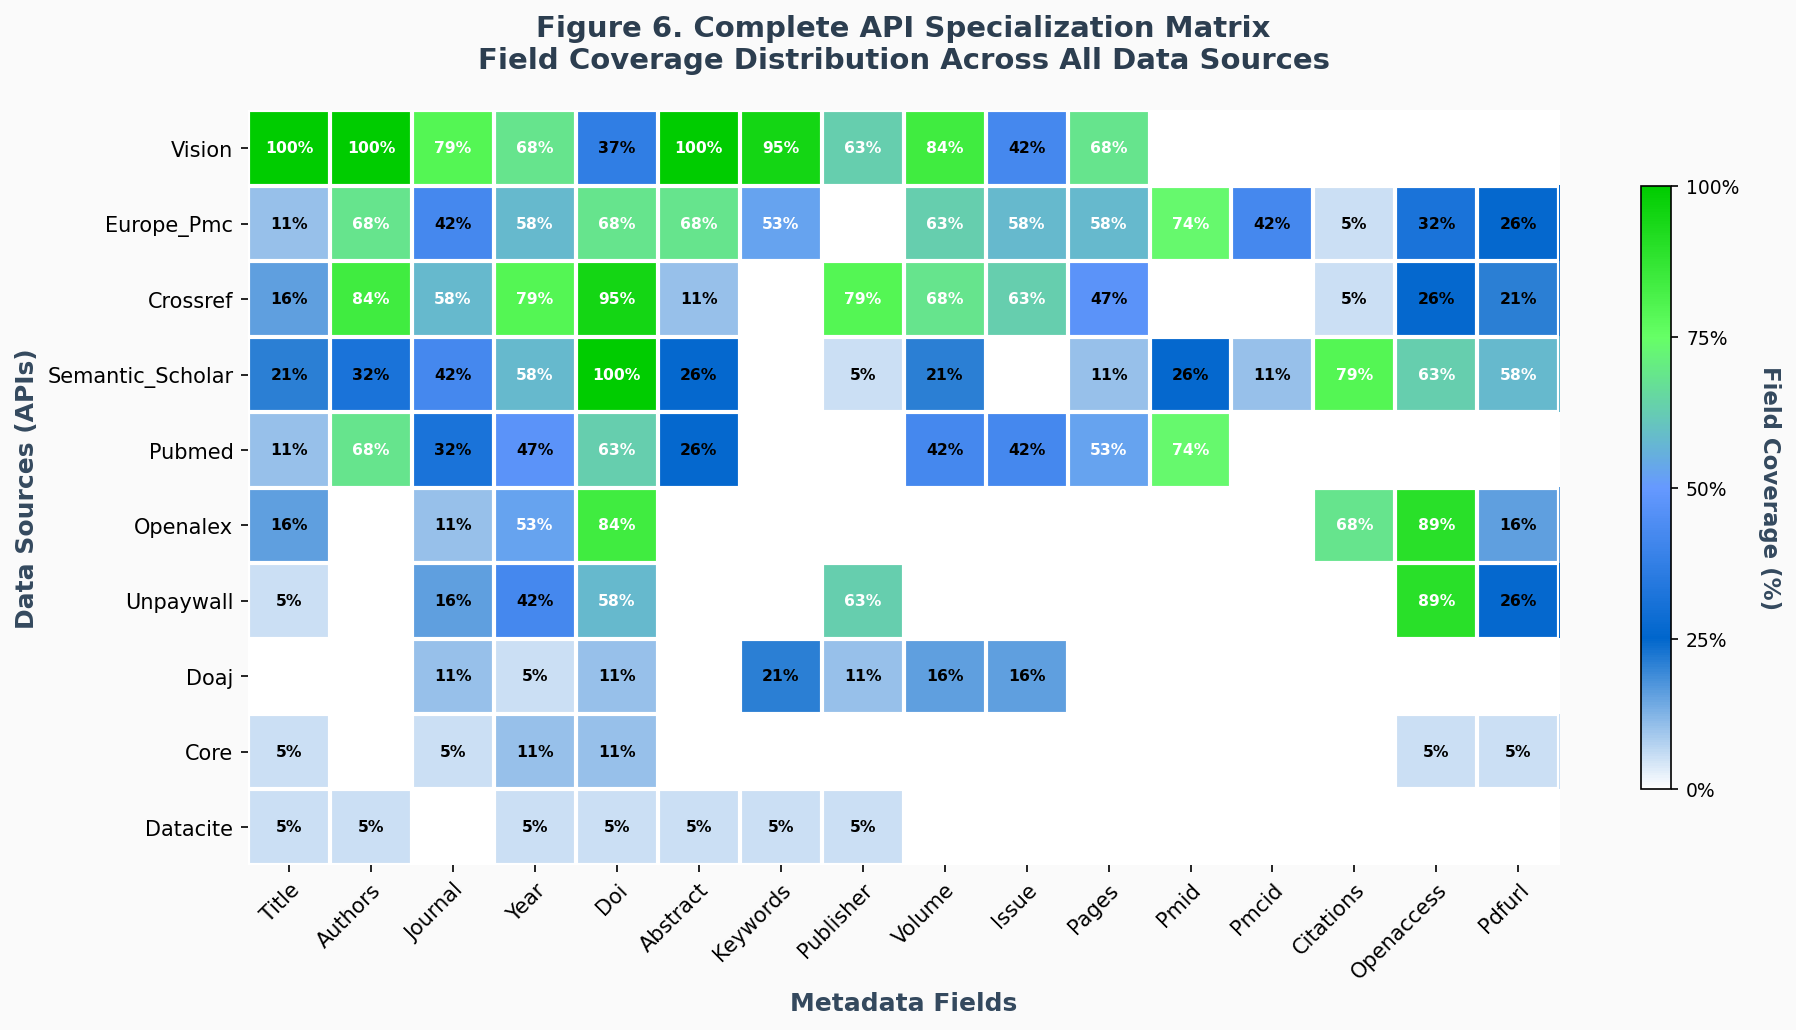 Figure 6. Complete API Specialization Matrix
Field Coverage Distribution Across All Data Sources
Data Sources (APIs)
Vision 100% 100% 79% 68% 37% 100% 95% 63% 84% 42% 68%
Europe_Pmc 11% 68% 42% 58% 68% 68% 53% 63% 58% 58% 74% 42% 5% 32% 26%
Crossref 16% 84% 58% 79% 95% 11% 79% 68% 63% 47% 5% 26% 21%
Semantic_Scholar 21% 32% 42% 58% 100% 26% 5% 21% 11% 26% 11% 79% 63% 58%
Pubmed 11% 68% 32% 47% 63% 26% 42% 42% 53% 74%
Openalex 16% 11% 53% 84% 68% 89% 16%
Unpaywall 5% 16% 42% 58% 63% 89% 26%
Doaj 11% 5% 11% 21% 11% 16% 16%
Core 5% 5% 11% 11% 5% 5%
Datacite 5% 5% 5% 5% 5% 5% 5%
Title Authors Journal Year Doi Abstract Keywords Publisher Volume Issue Pages Pmid Pmcid Citations Openaccess Pdfurl
Metadata Fields
100%
75%
50%
25%
0%
Field Coverage (%)